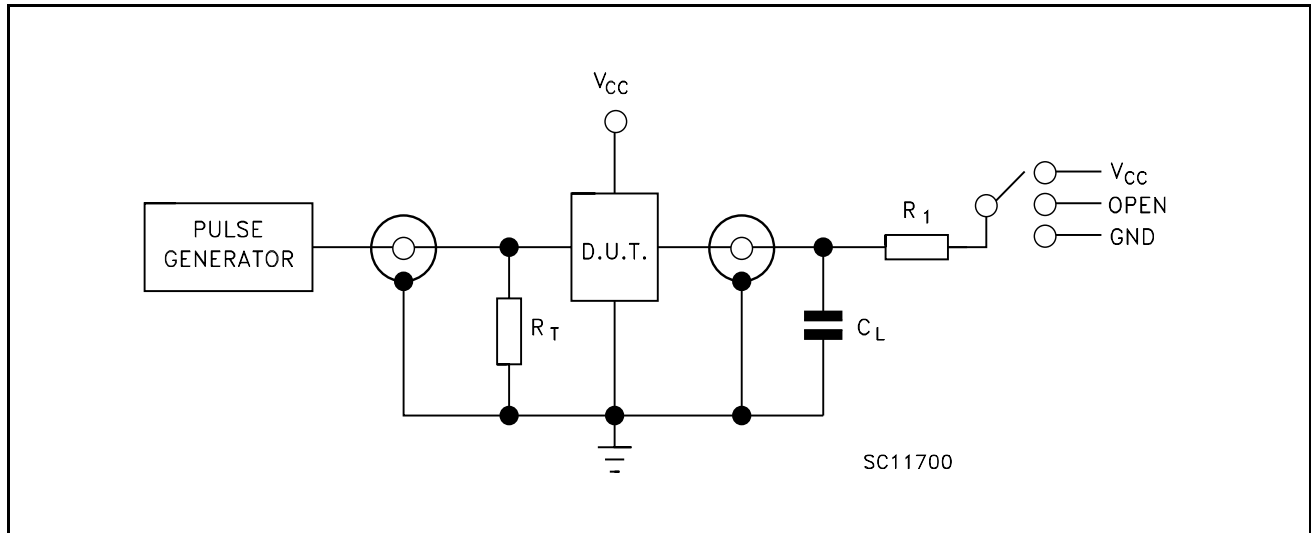 VCC
PULSE
GENERATOR
D.U.T.
RT
CL
R1
VCC
OPEN
GND
SC11700